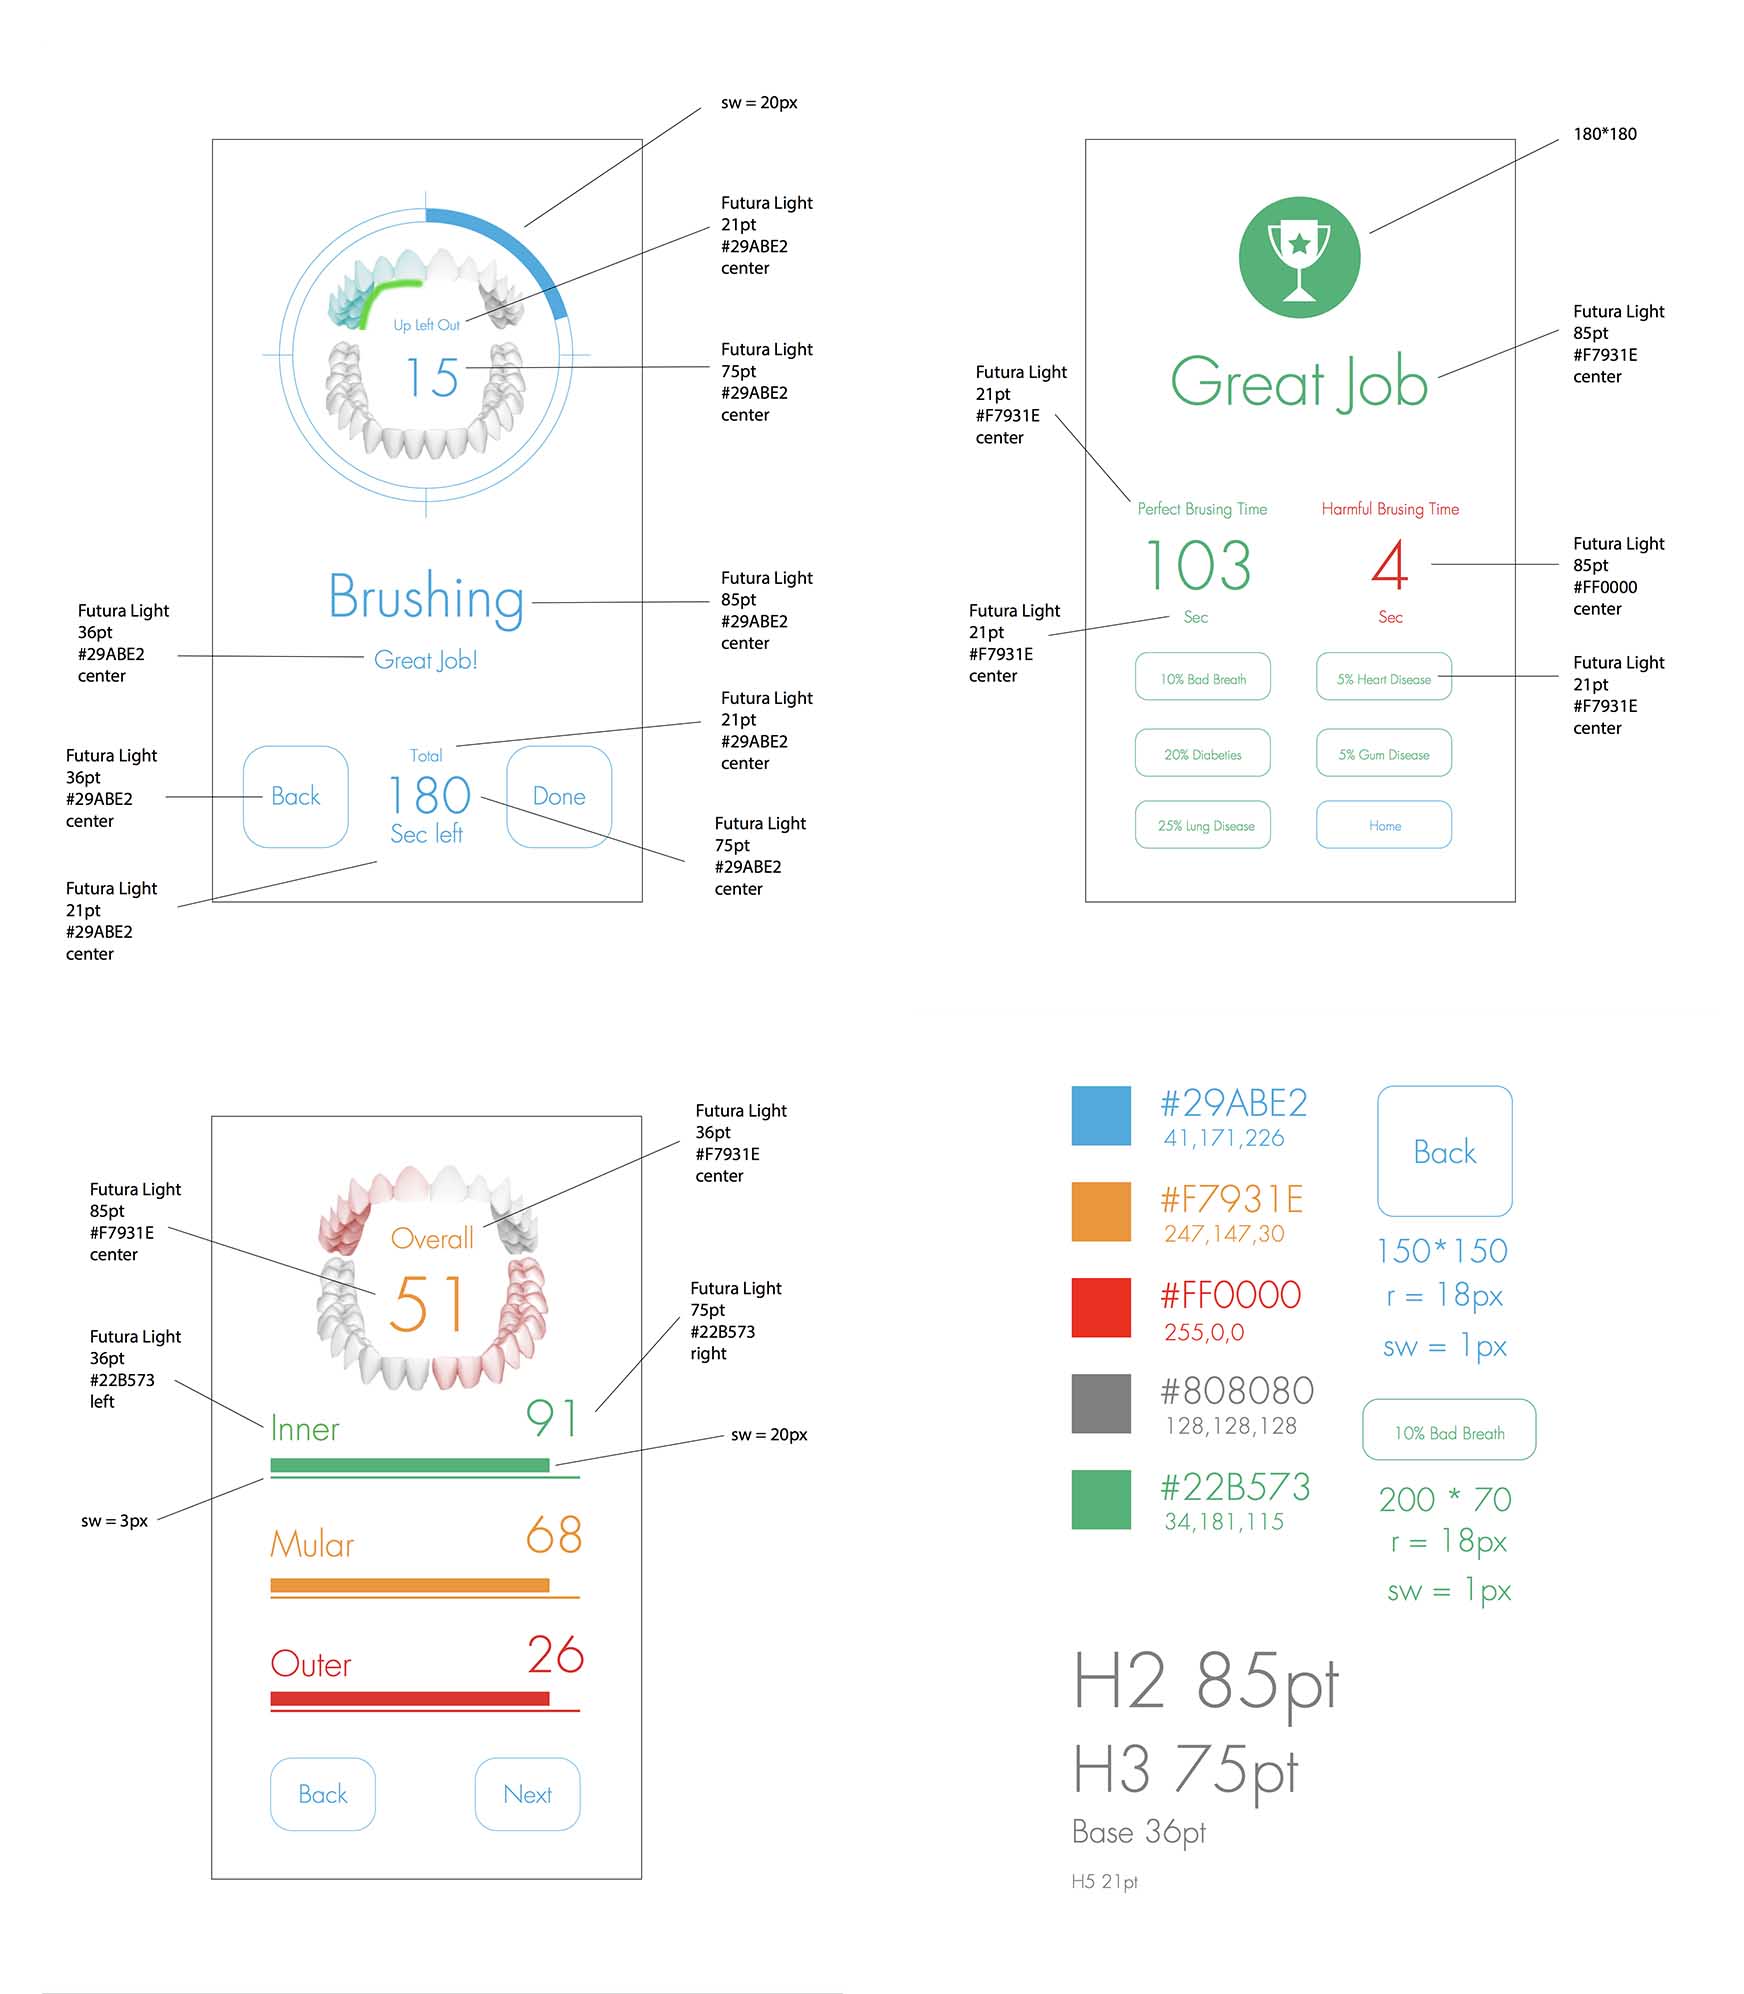 sw = 20px
Futura Light
21pt
#29ABE2
center
Up Left Out
15
Futura Light
75pt
#29ABE2
center
Brushing
Futura Light
85pt
#29ABE2
center
Futura Light
36pt
#29ABE2
center
Great Job!
Futura Light
21pt
#29ABE2
center
Futura Light
36pt
#29ABE2
center
Back
Total
180
Sec left
Done
Futura Light
75pt
#29ABE2
center
Futura Light
21pt
#29ABE2
center
180*180
Futura Light
85pt
#F7931E
center
Great Job
Futura Light
21pt
#F7931E
center
Perfect Brusing Time
Harmful Brusing Time
103
4
Sec
Sec
Futura Light
85pt
#FF0000
center
Futura Light
21pt
#F7931E
center
Futura Light
21pt
#F7931E
center
10% Bad Breath
5% Heart Disease
20% Diabeties
5% Gum Disease
25% Lung Disease
Home
Futura Light
36pt
#F7931E
center
Futura Light
85pt
#F7931E
center
Overall
51
Futura Light
75pt
#22B573
right
Futura Light
36pt
#22B573
left
Inner
91
sw = 20px
sw = 3px
Mular
68
Outer
26
Back
Next
#29ABE2
41,171,226
#F7931E
247,147,30
#FF0000
255,0,0
#808080
128,128,128
#22B573
34,181,115
Back
150*150
r = 18px
sw = 1px
10% Bad Breath
200 * 70
r = 18px
sw = 1px
H2 85pt
H3 75pt
Base 36pt
H5 21pt